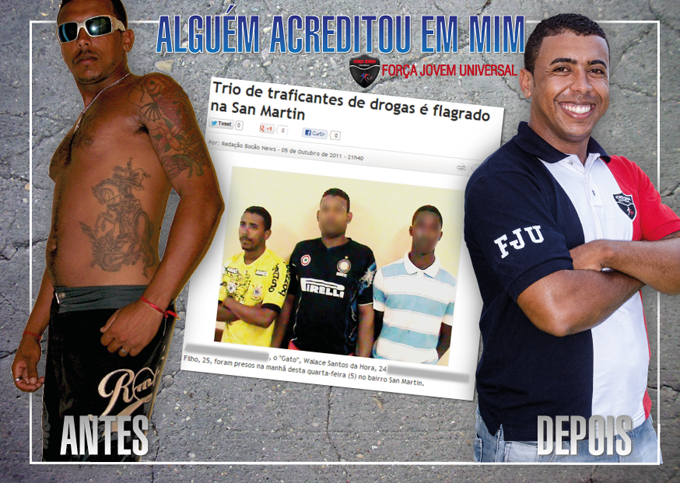 ALGUÉM ACREDITOU EM MIM
FORÇA JOVEM UNIVERSAL
Trio de traficantes de drogas é flagrado
na San Martin
Tweet 0 +1 0 Curtir 0
Por: Redação Bocão News - 05 de Outubro de 2011 - 21h40
PIRELLI
FJU
, o "Gato", Walace Santos da Hora, 24
Filho, 25, foram presos na manhã desta quarta-feira (5) no bairro San Martin.
ANTES
DEPOIS